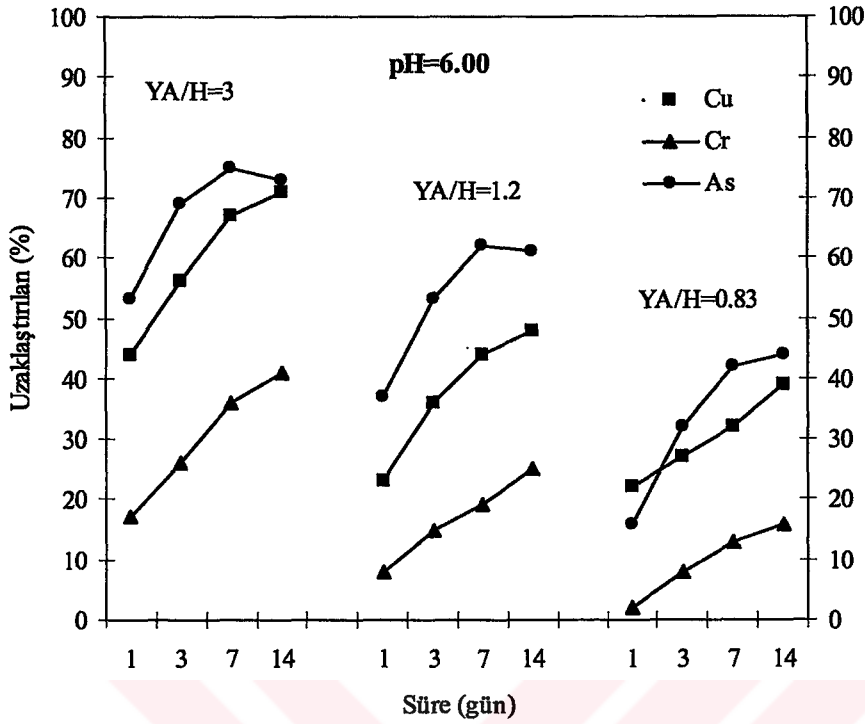 100
90
80
70
60
50
40
30
20
10
0
Uzaklaştırılan (%)
pH=6.00
YA/H=3
YA/H=1.2
YA/H=0.83
Cu
Cr
As
100
90
80
70
60
50
40
30
20
10
0
1 3 7 14 1 3 7 14 1 3 7 14
Süre (gün)